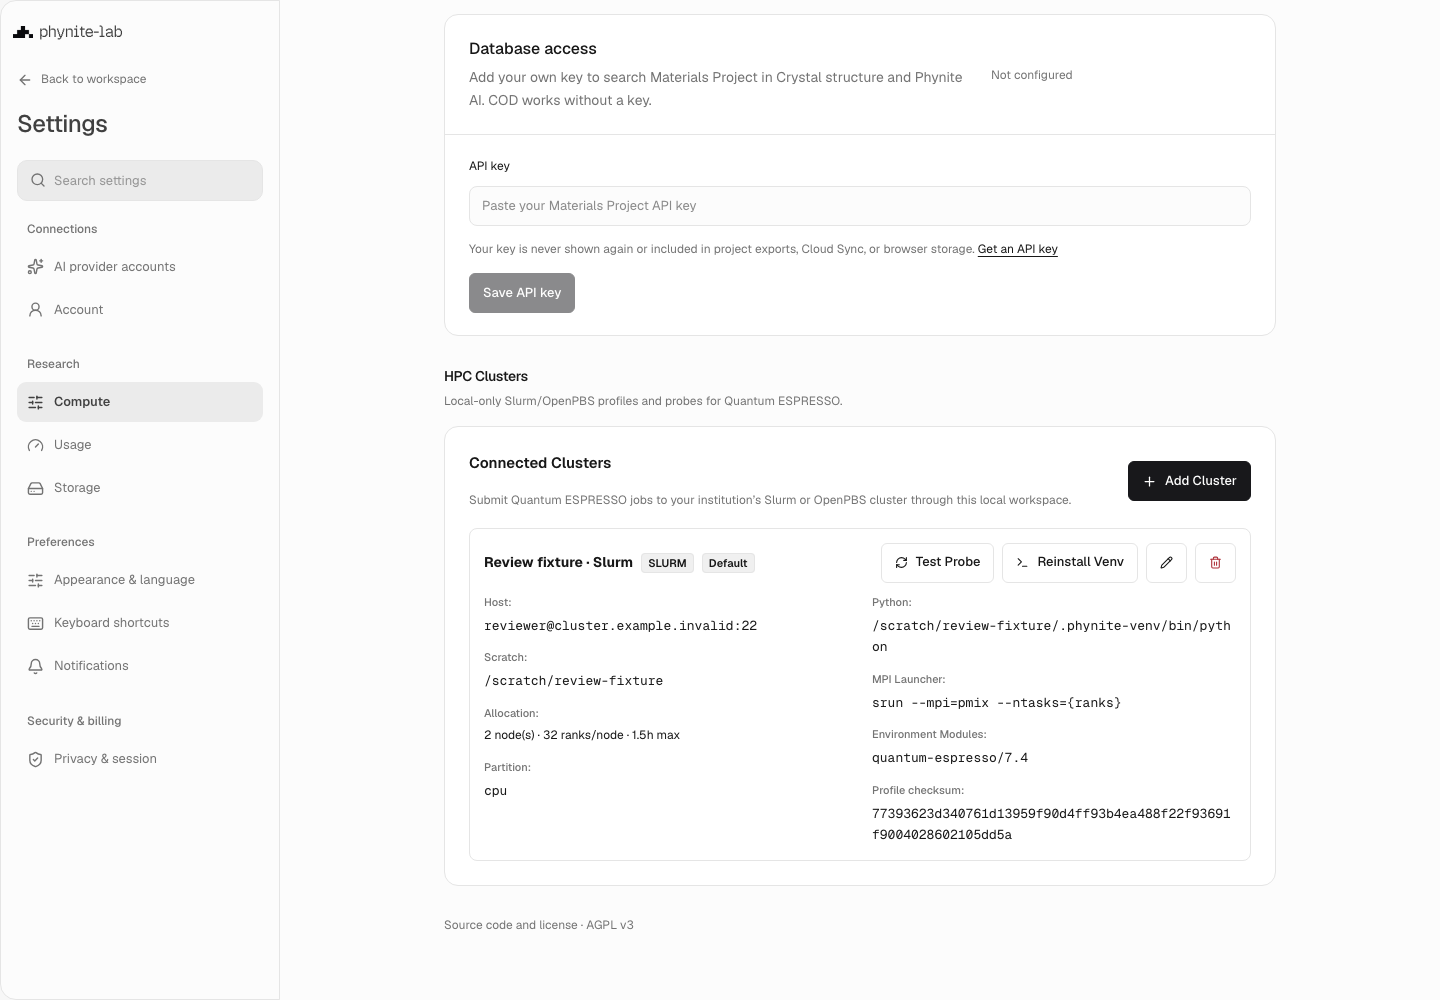 phynite-lab
Back to workspace
Settings
Search settings
Connections
AI provider accounts
Account
Research
Compute
Usage
Storage
Preferences
Appearance & language
Keyboard shortcuts
Notifications
Security & billing
Privacy & session
Database access
Add your own key to search Materials Project in Crystal structure and Phynite
AI. COD works without a key.
Not configured
API key
Paste your Materials Project API key
Your key is never shown again or included in project exports, Cloud Sync, or browser storage. Get an API key
Save API key
HPC Clusters
Local-only Slurm/OpenPBS profiles and probes for Quantum ESPRESSO.
Connected Clusters
Submit Quantum ESPRESSO jobs to your institution's Slurm or OpenPBS cluster through this local workspace.
Add Cluster
Review fixture · Slurm SLURM Default
Test Probe
Reinstall Venv
Host:
reviewer@cluster.example.invalid:22
Scratch:
/scratch/review-fixture
Allocation:
2 node(s) · 32 ranks/node · 1.5h max
Partition:
cpu
Python:
/scratch/review-fixture/.phynite-venv/bin/pyth
on
MPI Launcher:
srun --mpi=pmix --ntasks={ranks}
Environment Modules:
quantum-espresso/7.4
Profile checksum:
77393623d340761d13959f90d4ff93b4ea488f22f93691
f9004028602105dd5a
Source code and license · AGPL v3